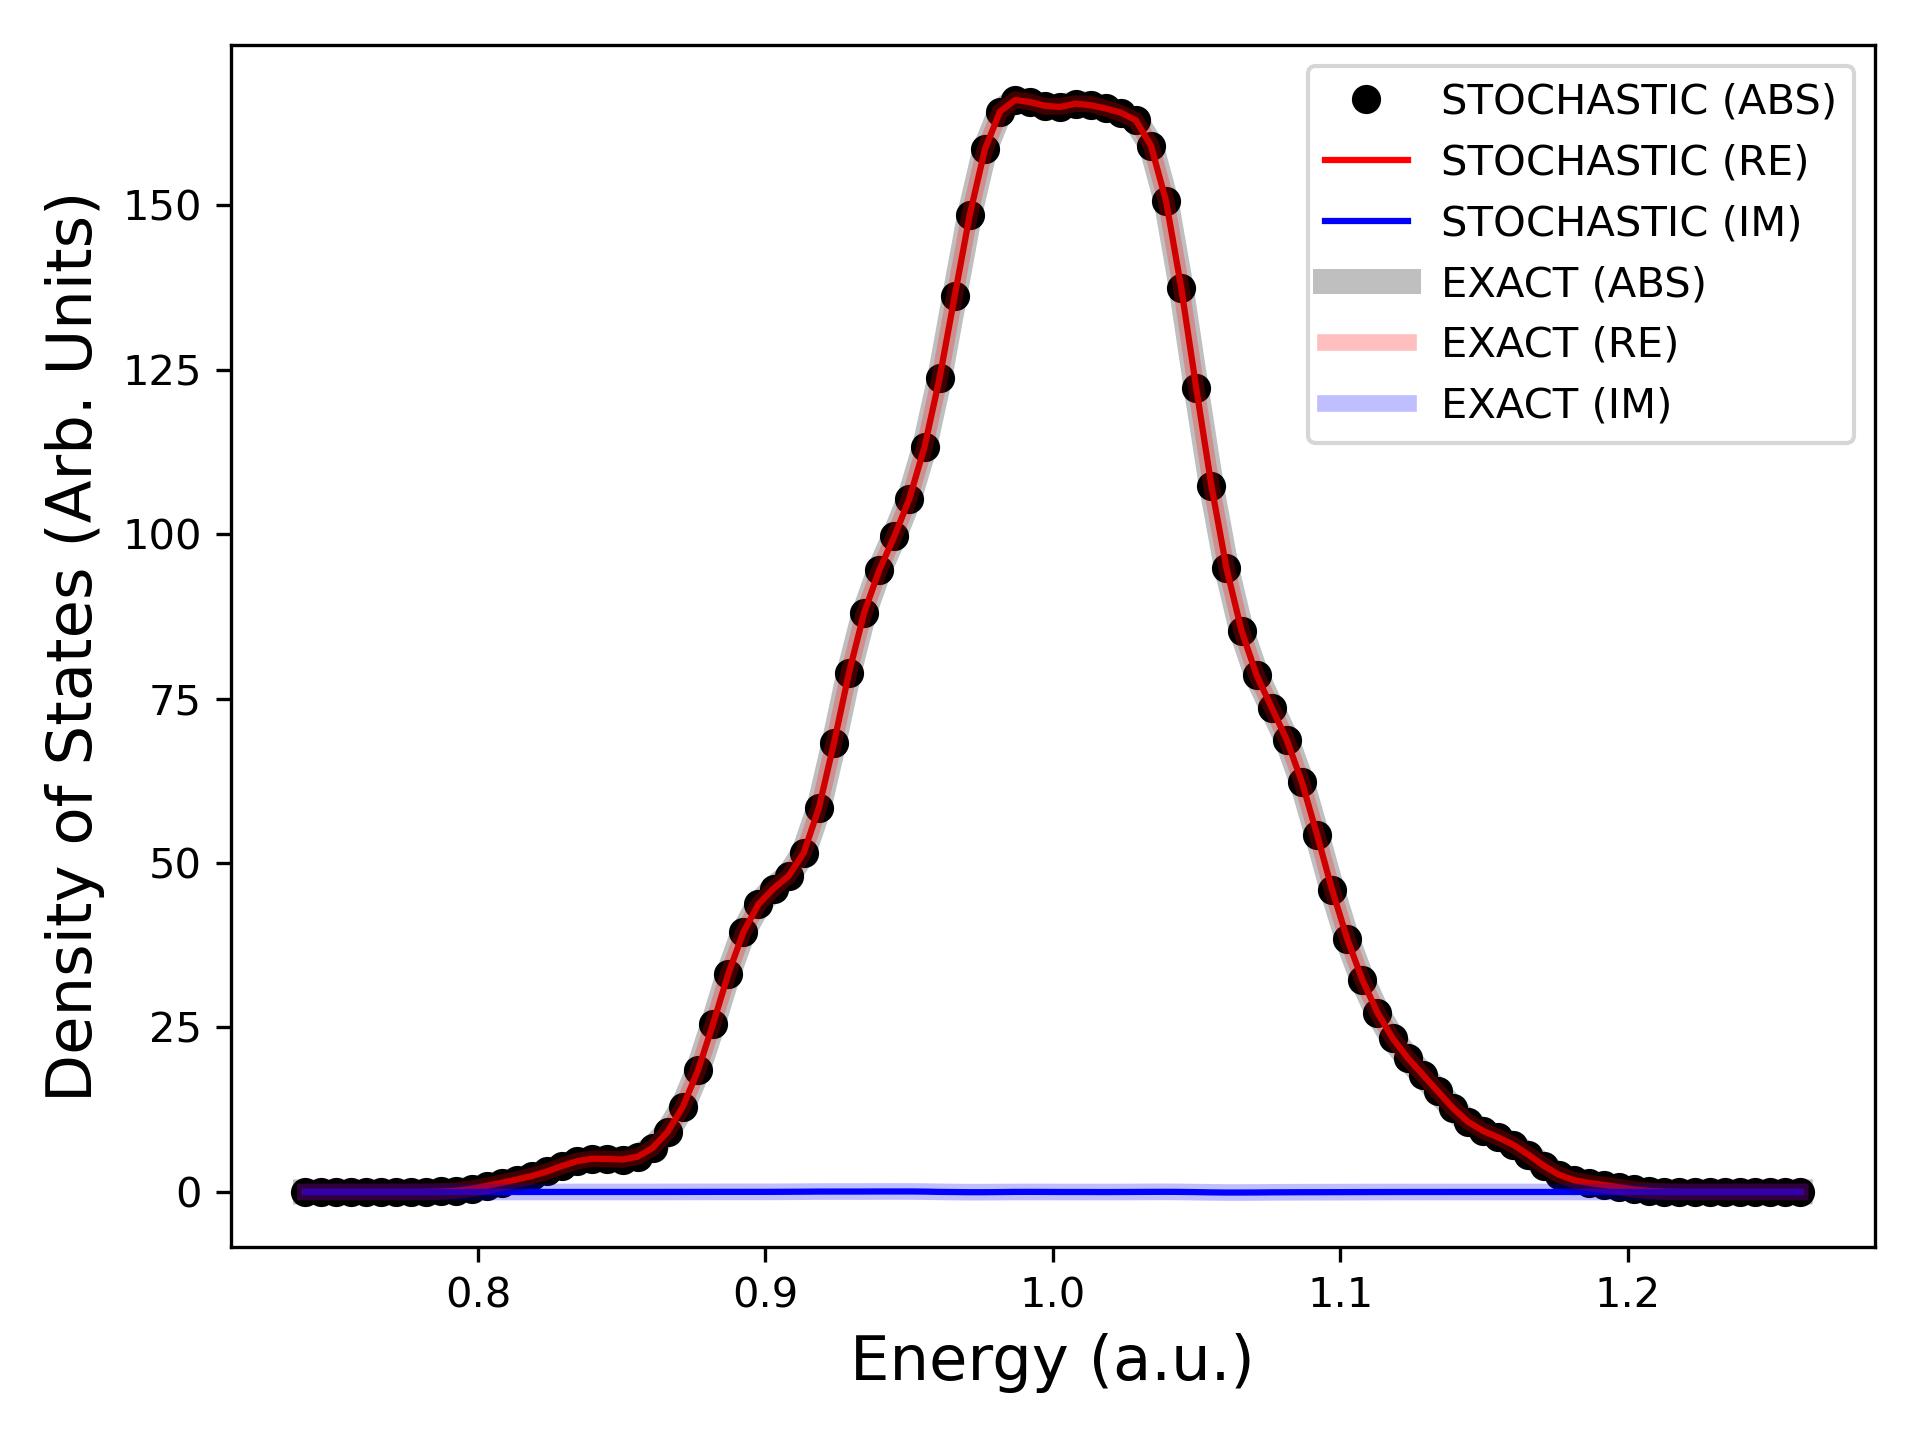 STOCHASTIC (ABS)
STOCHASTIC (RE)
STOCHASTIC (IM)
EXACT (ABS)
EXACT (RE)
EXACT (IM)
Density of States (Arb. Units)
150
125
100
75
50
25
0
0.8 0.9 1.0 1.1 1.2
Energy (a.u.)